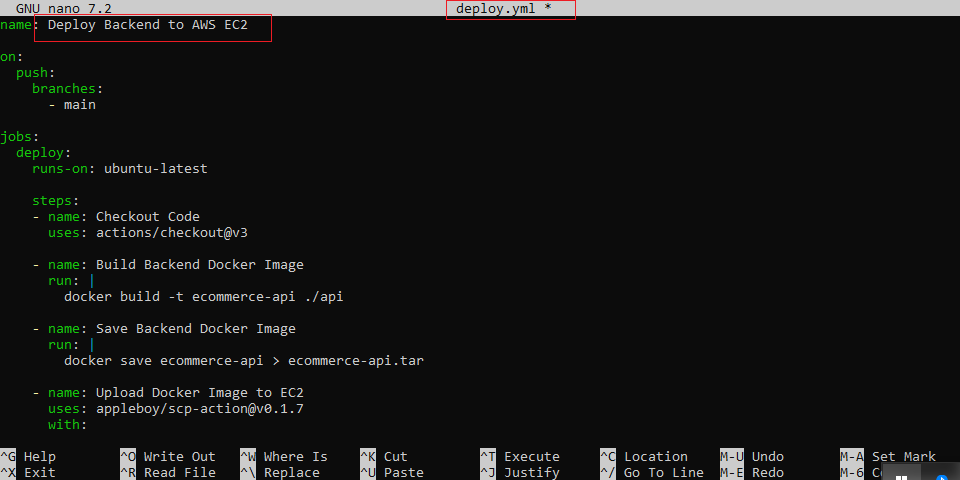 GNU nano 7.2 deploy.yml *
name: Deploy Backend to AWS EC2
on:
push:
branches:
- main
jobs:
deploy:
runs-on: ubuntu-latest
steps:
- name: Checkout Code
uses: actions/checkout@v3
- name: Build Backend Docker Image
run: |
docker build -t ecommerce-api ./api
- name: Save Backend Docker Image
run: |
docker save ecommerce-api > ecommerce-api.tar
- name: Upload Docker Image to EC2
uses: appleboy/scp-action@v0.1.7
with:
^G Help ^O Write Out ^W Where Is ^K Cut ^T Execute ^C Location M-U Undo M-A Set Mark
^X Exit ^R Read File ^\ Replace ^U Paste ^J Justify ^/ Go To Line M-E Redo M-6